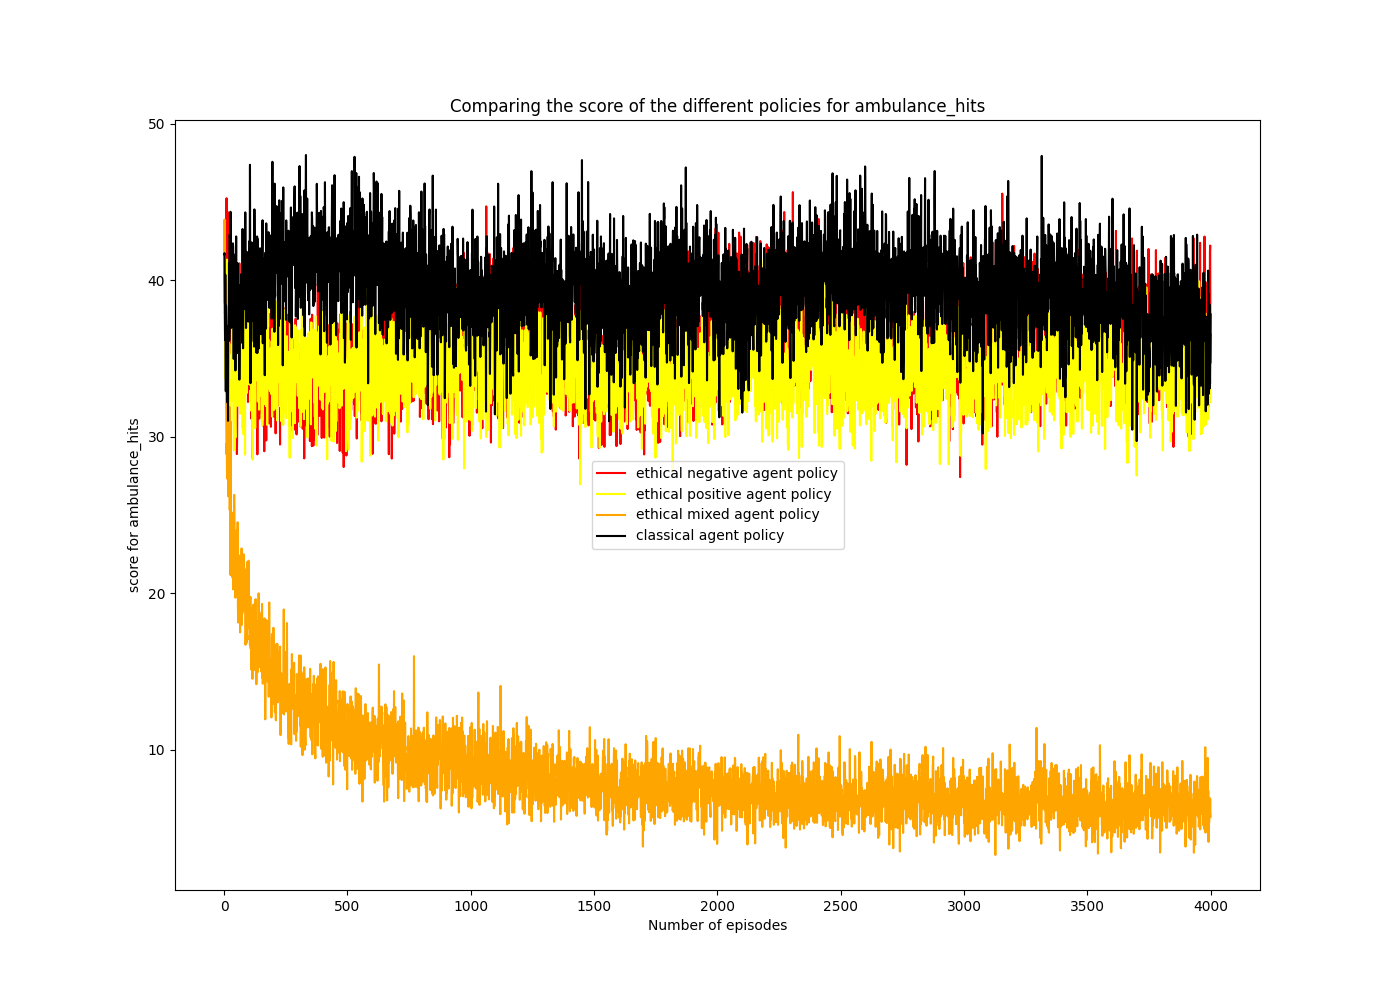 Comparing the score of the different policies for ambulance_hits
50
40
30
20
10
score for ambulance_hits
ethical negative agent policy
ethical positive agent policy
ethical mixed agent policy
classical agent policy
0 500 1000 1500 2000 2500 3000 3500 4000
Number of episodes